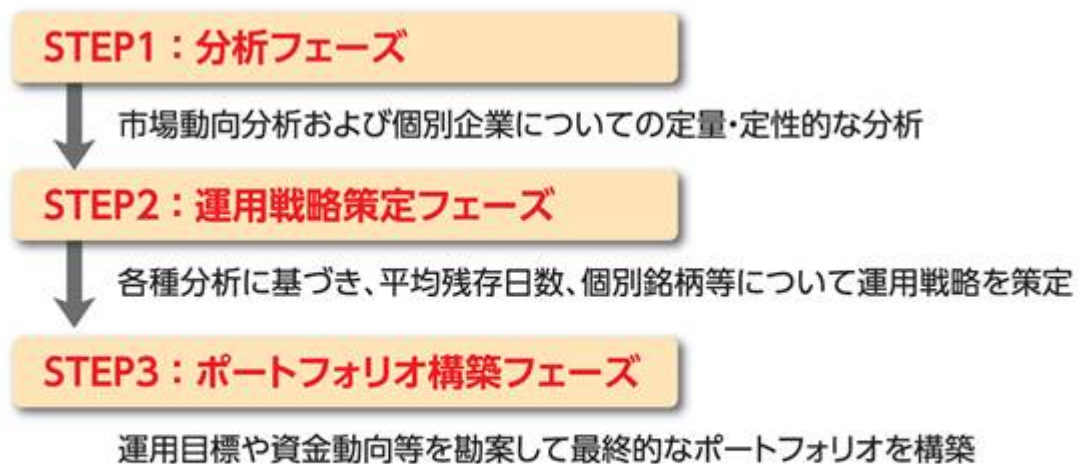 STEP1：分析フェーズ
市場動向分析および個別企業についての定量・定性的な分析
STEP2：運用戦略策定フェーズ
各種分析に基づき、平均残存日数、個別銘柄等について運用戦略を策定
STEP3：ポートフォリオ構築フェーズ
運用目標や資金動向等を勘案して最終的なポートフォリオを構築